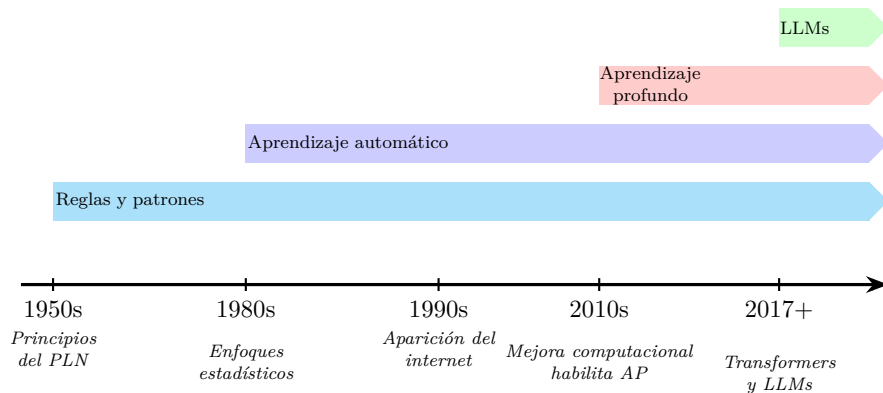 LLMs
Aprendizaje
profundo
Aprendizaje automático
Reglas y patrones
1950s
1980s
1990s
2010s
2017+
Principios
del PLN
Enfoques
estadísticos
Aparición del
internet
Mejora computacional
habilita AP
Transformers
y LLMs